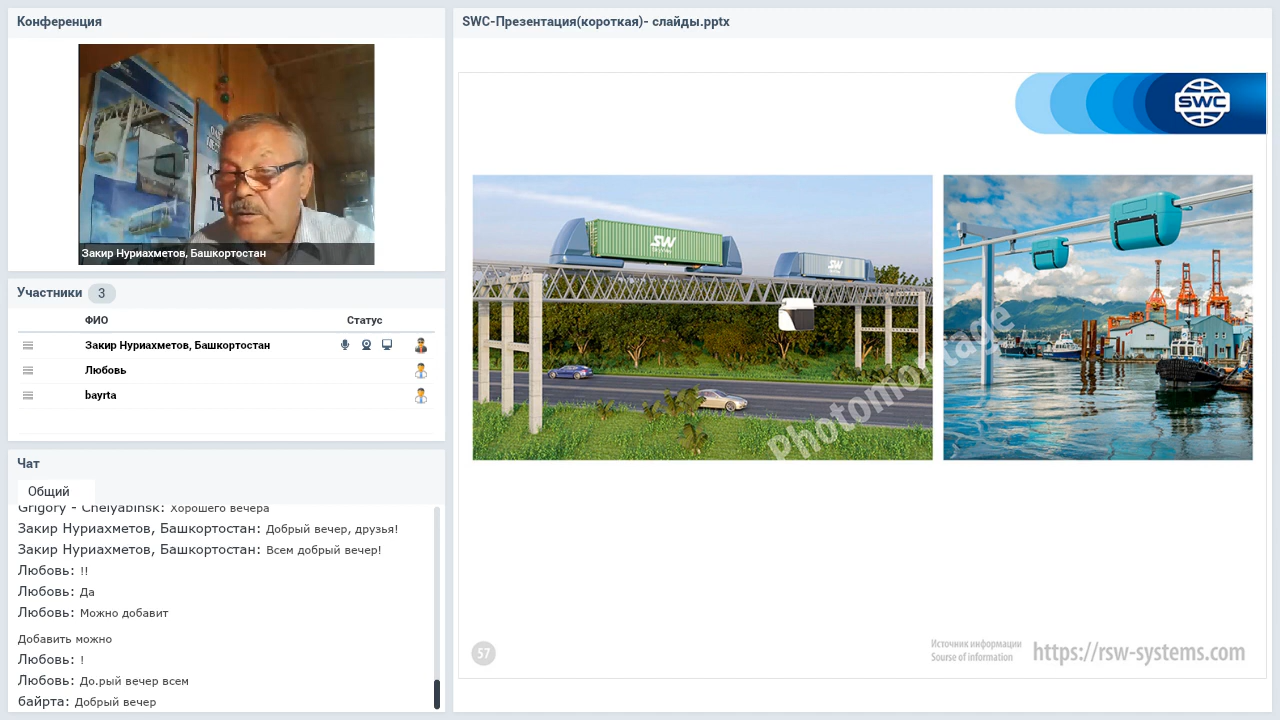 Конференция
Закир Нуриахметов, Башкортостан
Участники 3
ФИО Статус
Закир Нуриахметов, Башкортостан
Любовь
bayrta
Чат
Общий
Grigory - Chelyabinsk: Хорошего вечера
Закир Нуриахметов, Башкортостан: Добрый вечер, друзья!
Закир Нуриахметов, Башкортостан: Всем добрый вечер!
Любовь: !!
Любовь: Да
Любовь: Можно добавит
Добавить можно
Любовь: !
Любовь: До.рый вечер всем
байрта: Добрый вечер
SWC-Презентация(короткая)- слайды.pptx
SWC
SW
SW
Photomontage
57
Источник информации
Sourse of information
https://rsw-systems.com